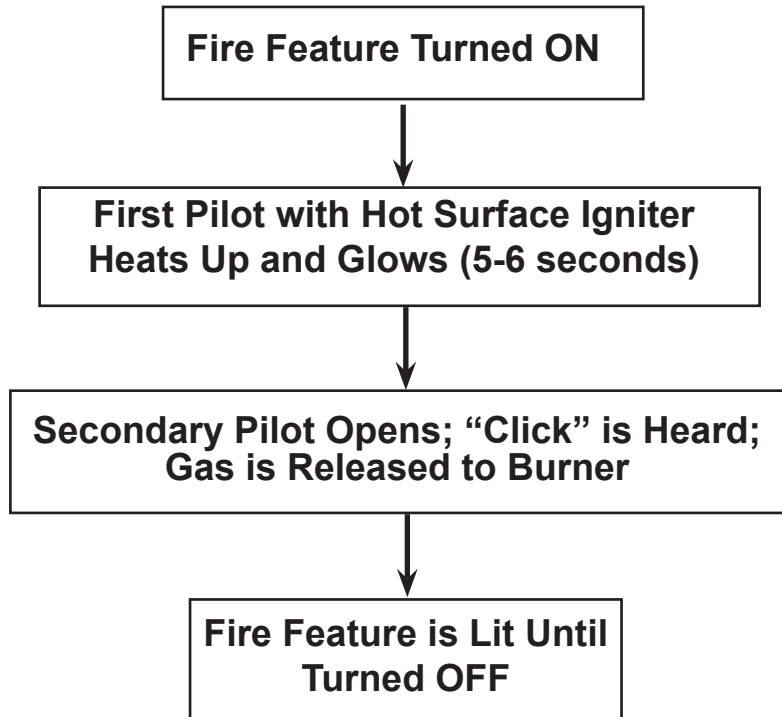 Fire Feature Turned ON
First Pilot with Hot Surface Igniter
Heats Up and Glows (5-6 seconds)
Secondary Pilot Opens; “Click” is Heard;
Gas is Released to Burner
Fire Feature is Lit Until
Turned OFF